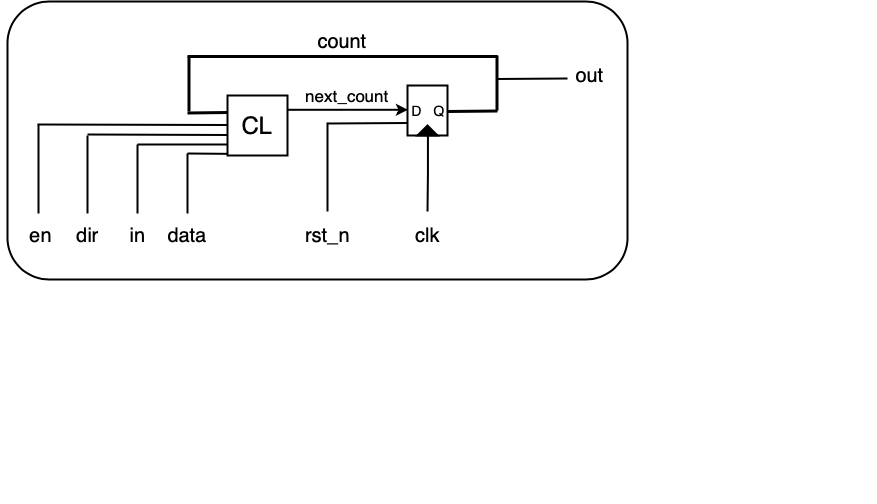 count
out
next_count
CL
D Q
en dir in data rst_n clk